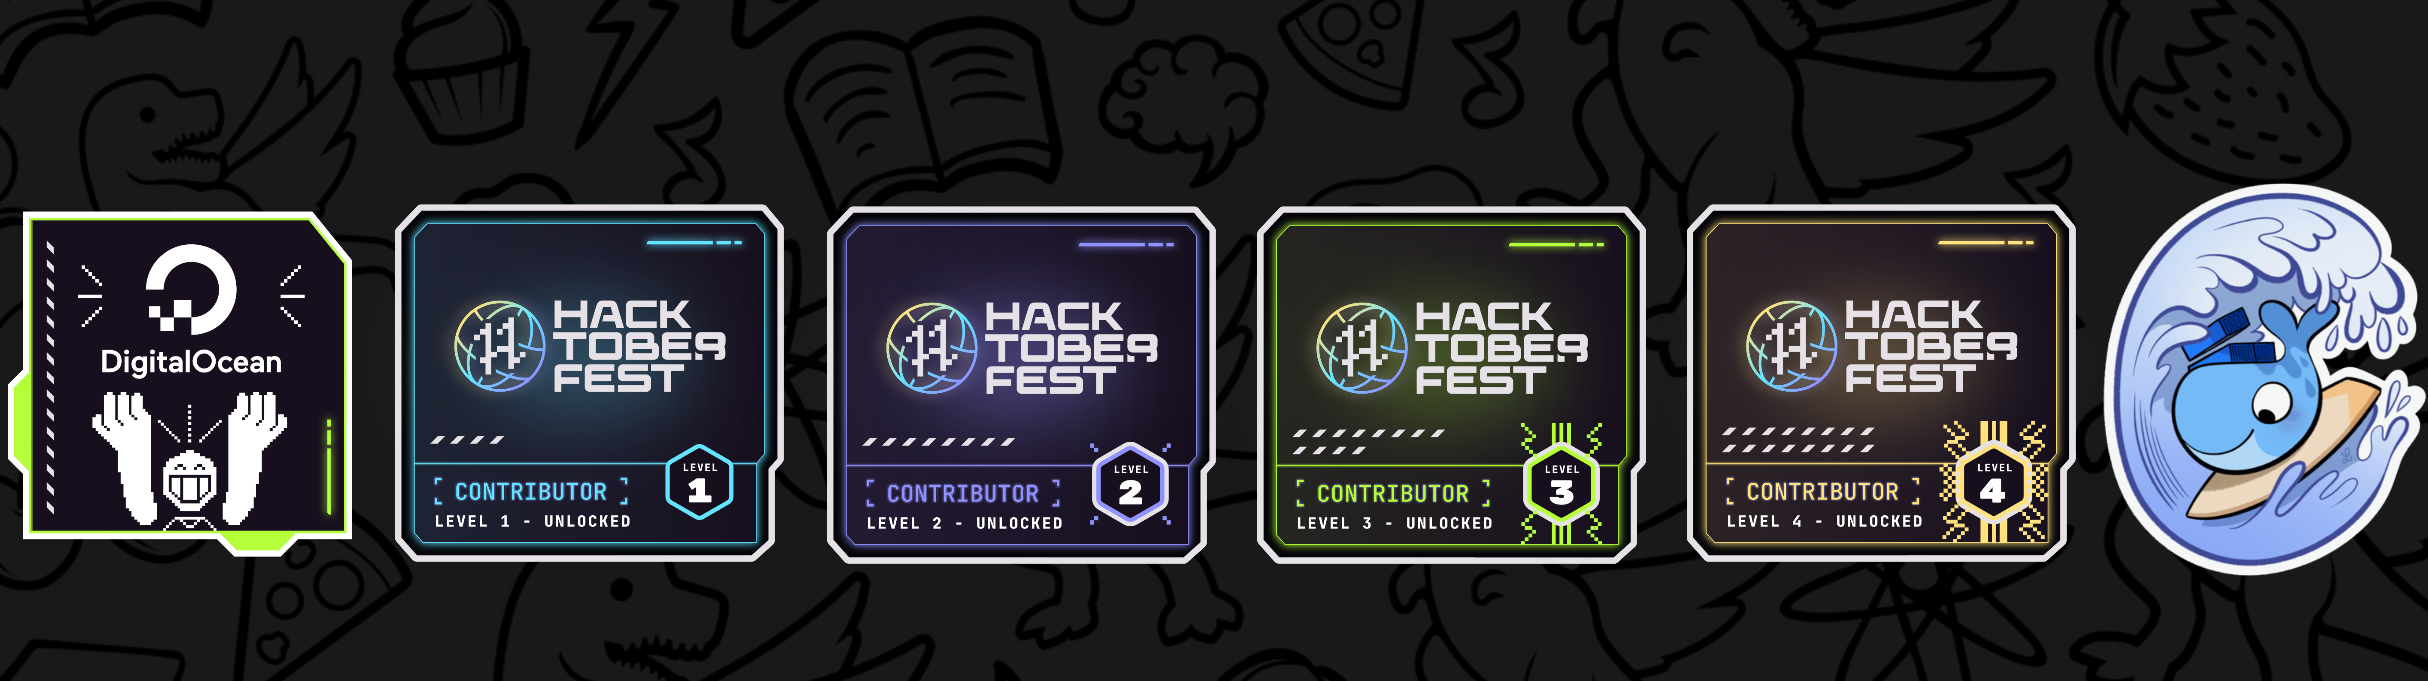 DigitalOcean
HACK
TOBER
FEST
CONTRIBUTOR
LEVEL 1 - UNLOCKED
LEVEL
1
HACK
TOBER
FEST
CONTRIBUTOR
LEVEL 2 - UNLOCKED
LEVEL
2
HACK
TOBER
FEST
CONTRIBUTOR
LEVEL 3 - UNLOCKED
LEVEL
3
HACK
TOBER
FEST
CONTRIBUTOR
LEVEL 4 - UNLOCKED
LEVEL
4